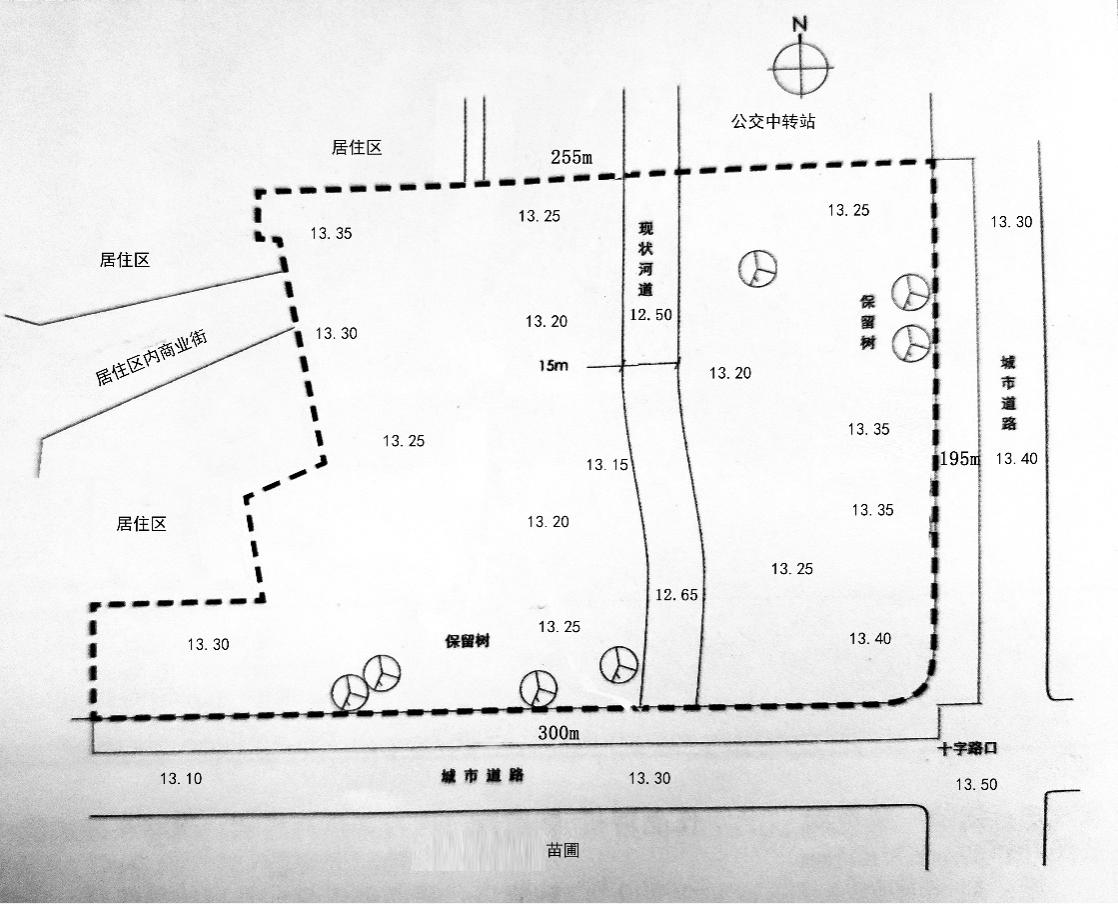 N
公交中转站
居住区
255m
13.25
13.25
13.35
13.30
现状河道
居住区
保留树
12.50
13.20
13.30
居住区内商业街
15m
13.20
城市道路
13.35
13.25
195m
13.40
13.15
13.35
13.20
居住区
13.25
12.65
13.25
13.40
13.30
保留树
300m
十字路口
13.10
城市道路
13.30
13.50
苗圃